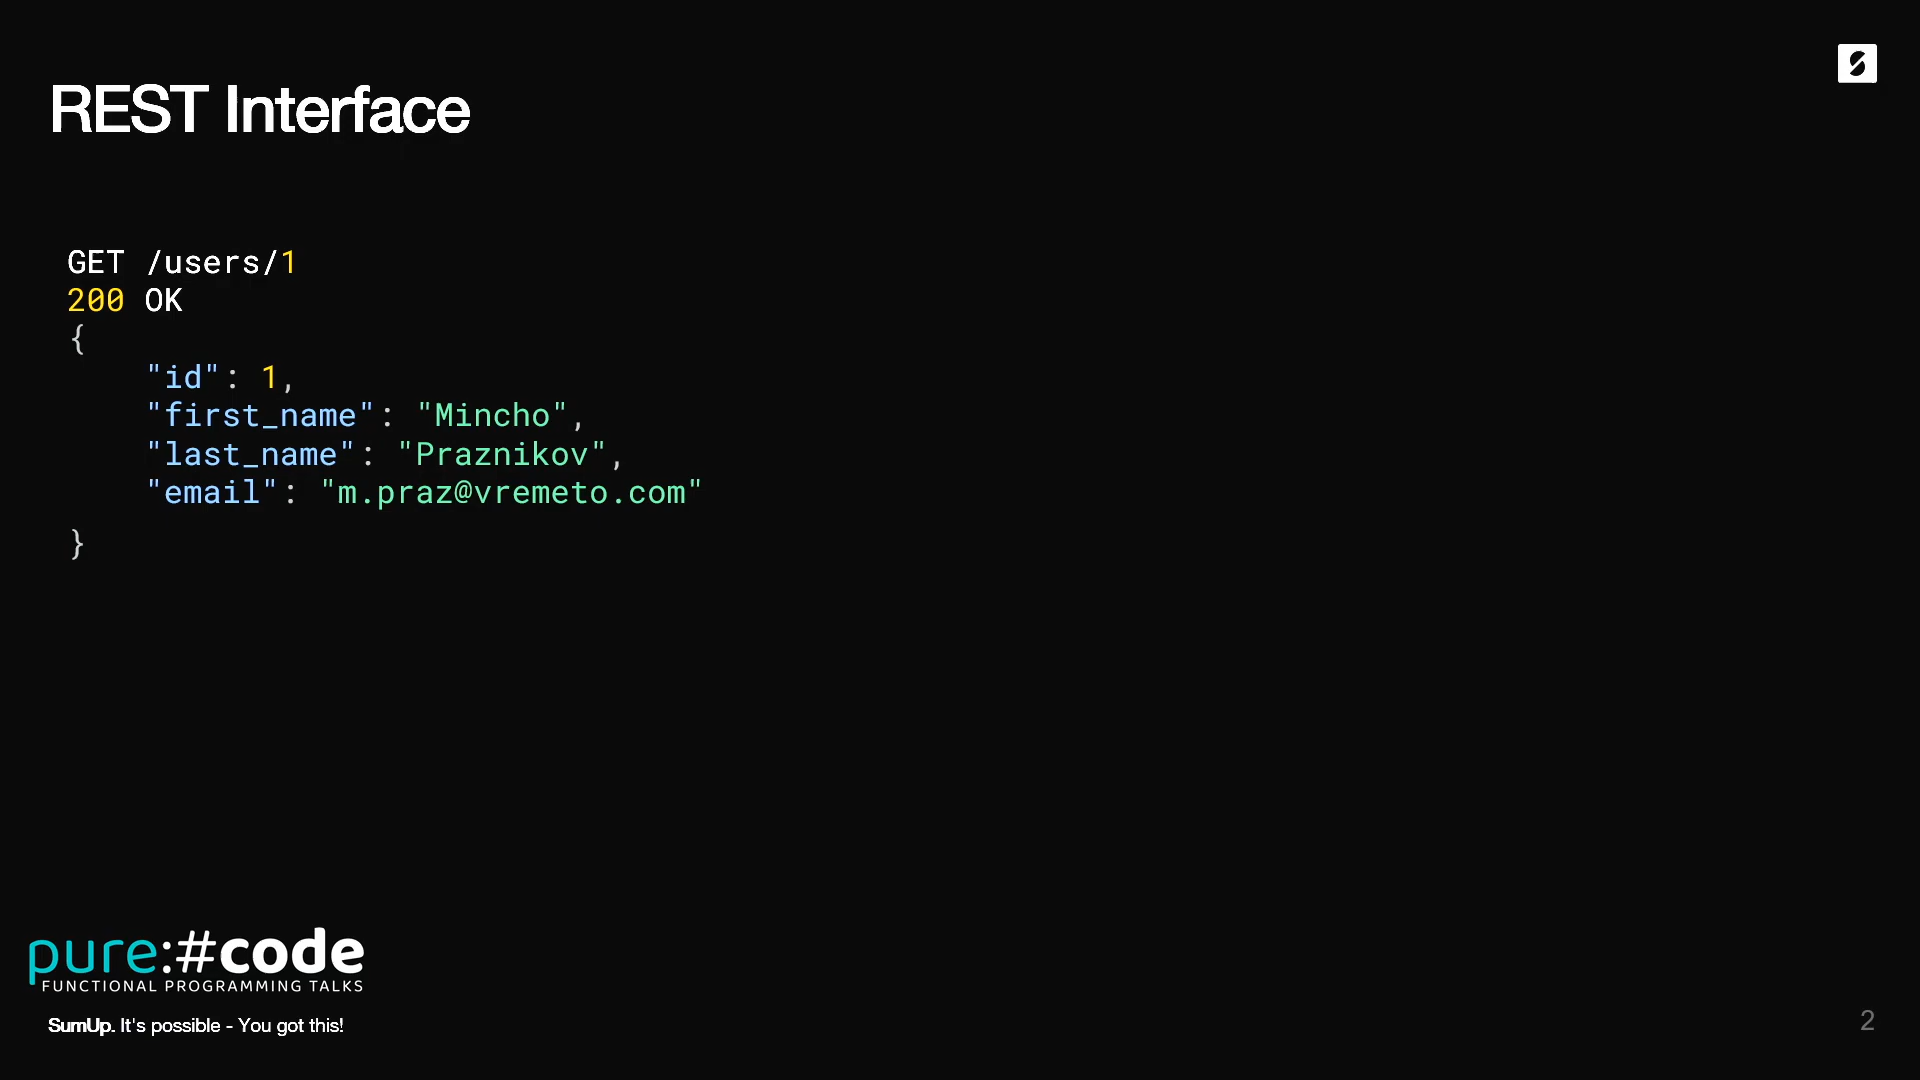 REST Interface
GET /users/1
200 OK
{
"id": 1,
"first_name": "Mincho",
"last_name": "Praznikov",
"email": "m.praz@vremeto.com"
}
pure:#code
FUNCTIONAL PROGRAMMING TALKS
SumUp. It's possible - You got this!
2